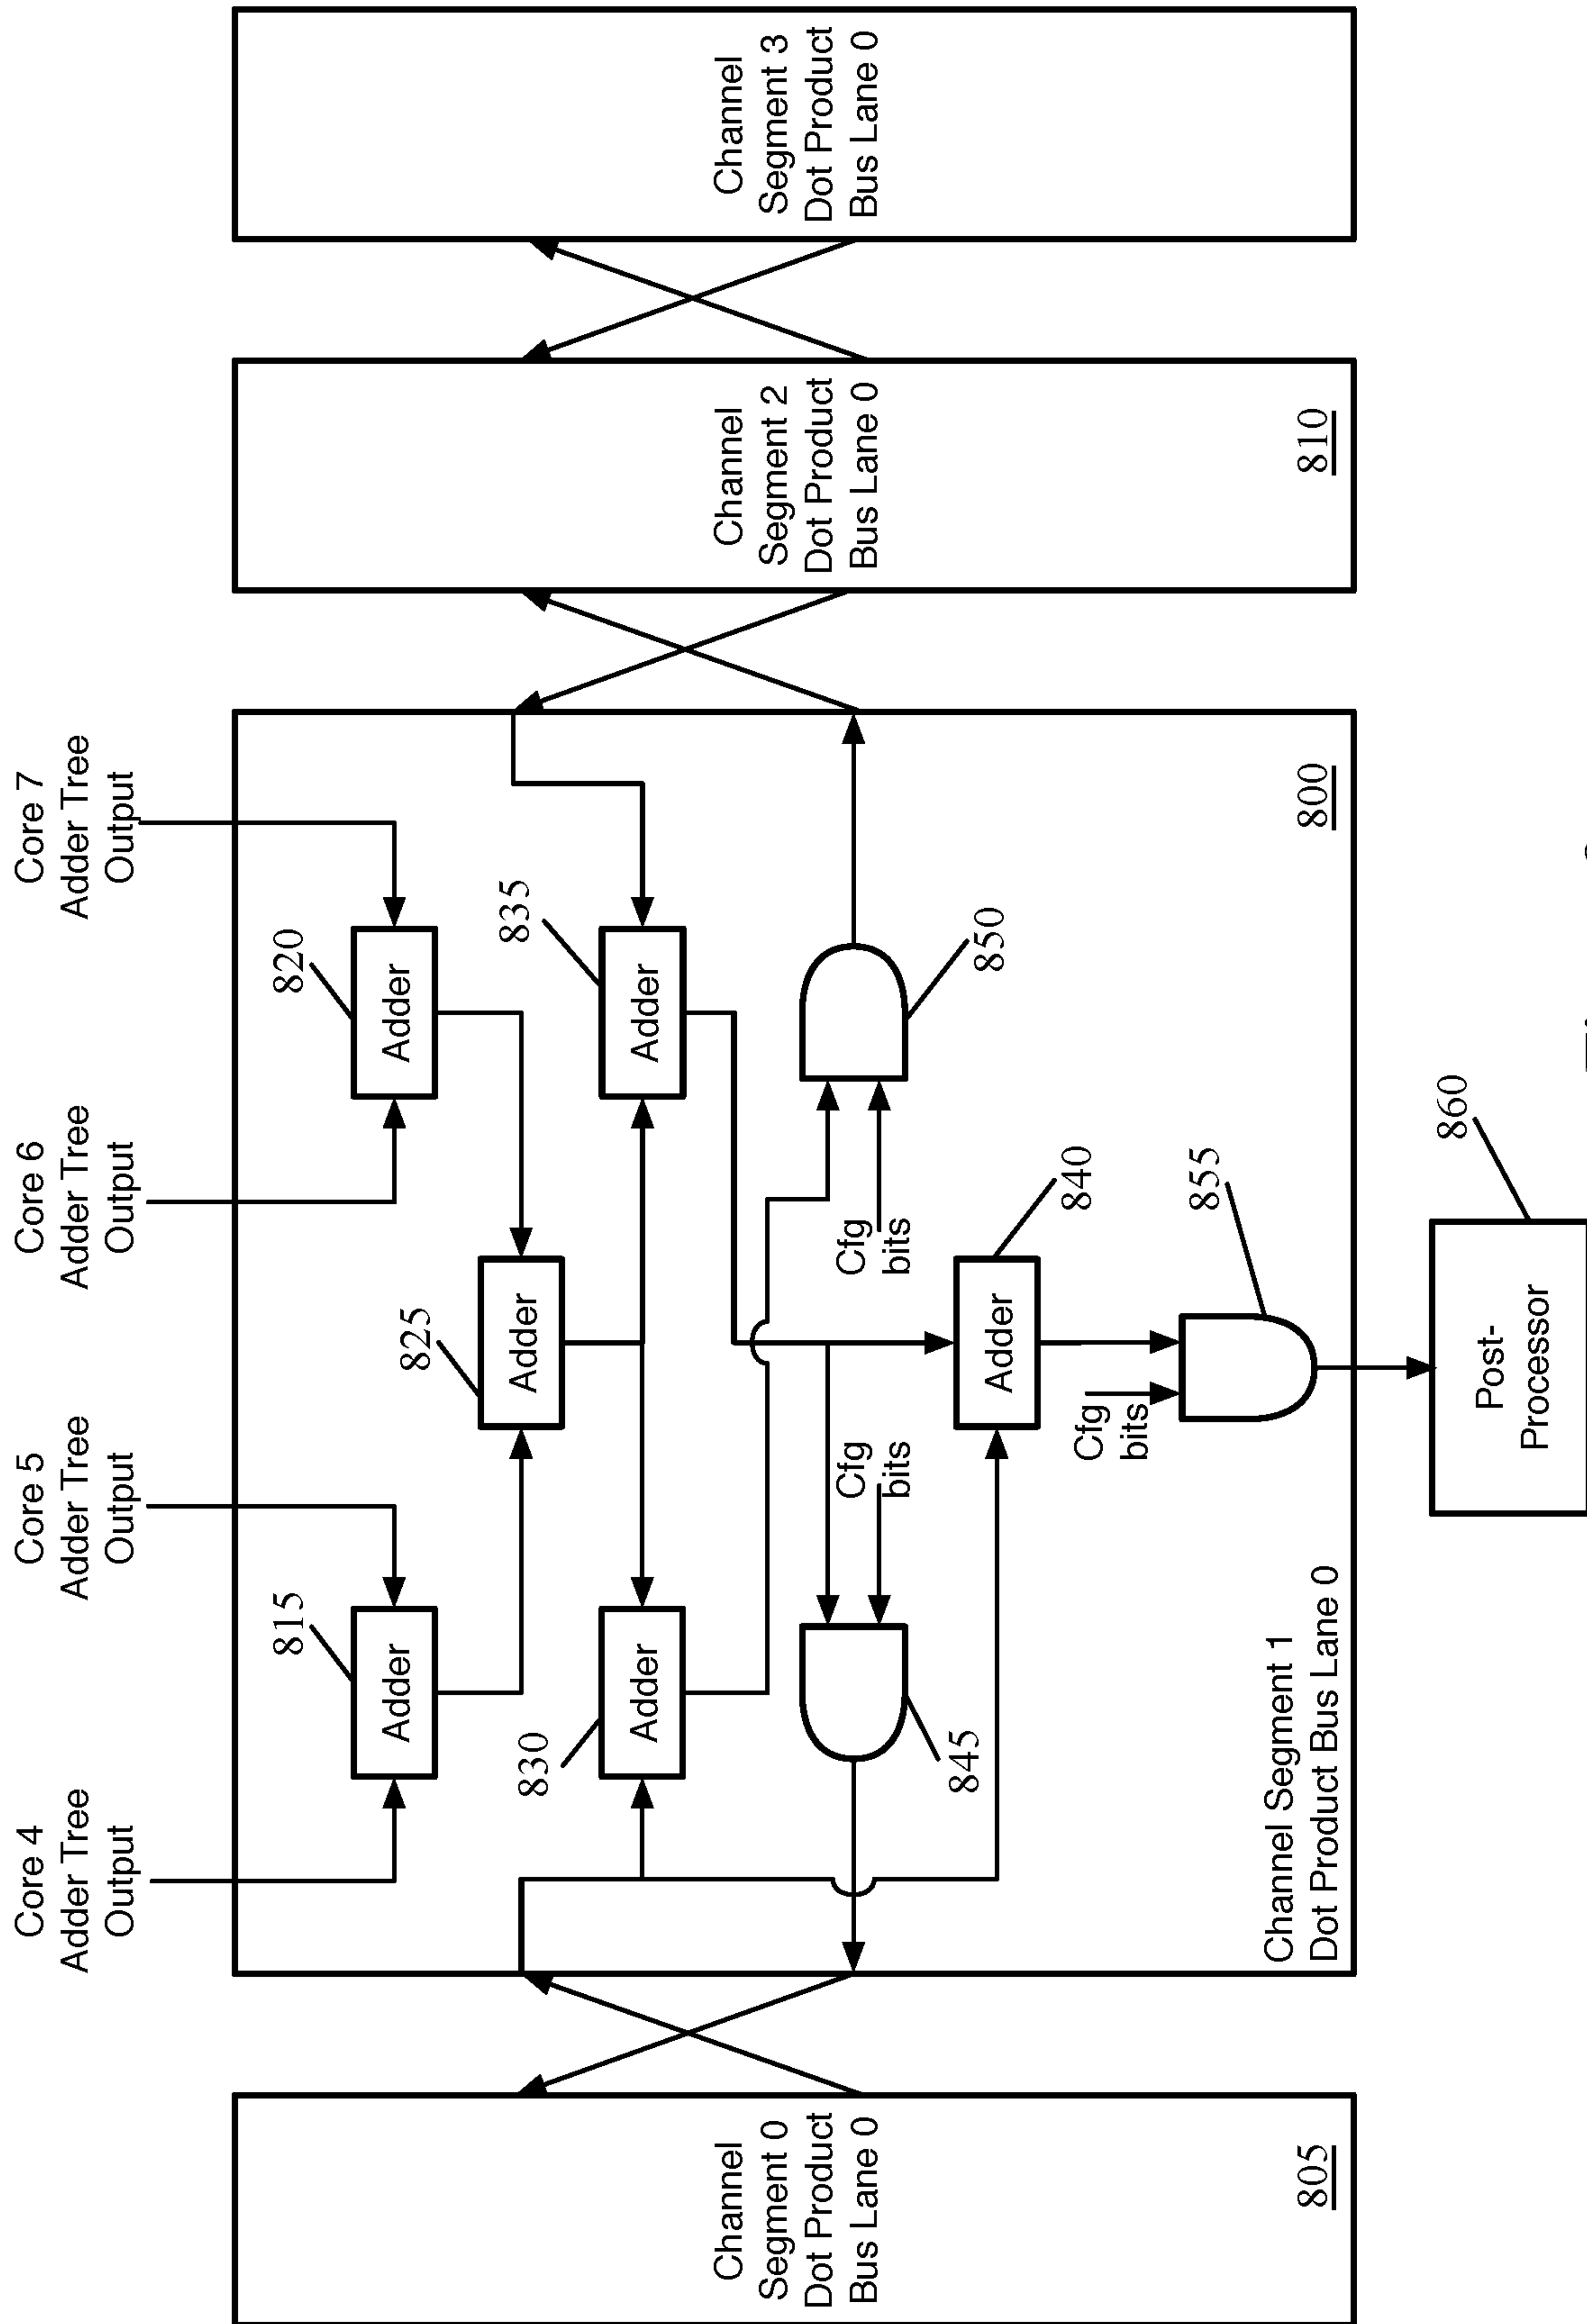 Core 4
Adder Tree
Output
Core 5
Adder Tree
Output
Core 6
Adder Tree
Output
Core 7
Adder Tree
Output
Channel
Segment 0
Dot Product
Bus Lane 0
805
815
Adder
820
Adder
825
Adder
830
Adder
835
Adder
845
Cfg
bits
850
Cfg
bits
840
Adder
Cfg
bits
855
Channel Segment 1
Dot Product Bus Lane 0
800
Channel
Segment 2
Dot Product
Bus Lane 0
810
Channel
Segment 3
Dot Product
Bus Lane 0
860
Post-
Processor